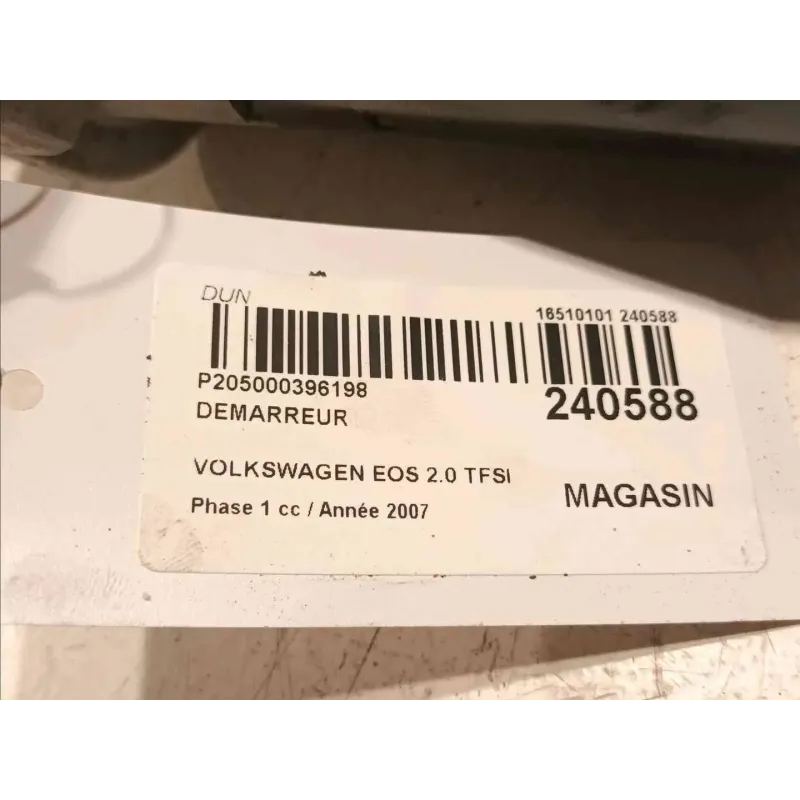 DUN
16510101 240588
P205000396198
240588
DEMARREUR
VOLKSWAGEN EOS 2.0 TFSI
MAGASIN
Phase 1 cc / Année 2007